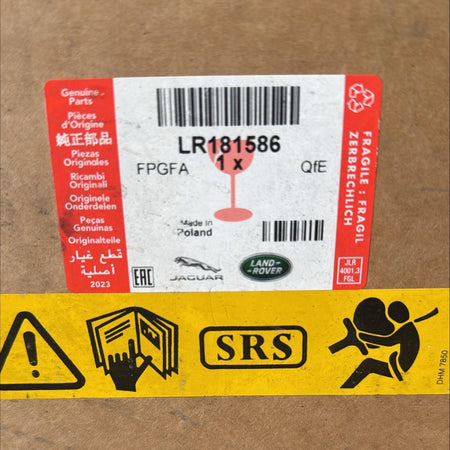 Genuine
Parts
Pièces
d'Origine
純正部品
Piezas
Originales
Ricambi
Originali
Originele
Onderdelen
Peças
Genuinas
Originalteile
قطع غيار
أصلية
2023
LR181586
1 x
FPGFA
QfE
Made In
Poland
EAC
JAGUAR
LAND-
ROVER
FRAGILE : FRAGIL
ZERBRECHLICH
JLR
4001.3
FGL
SRS
DHM 7850